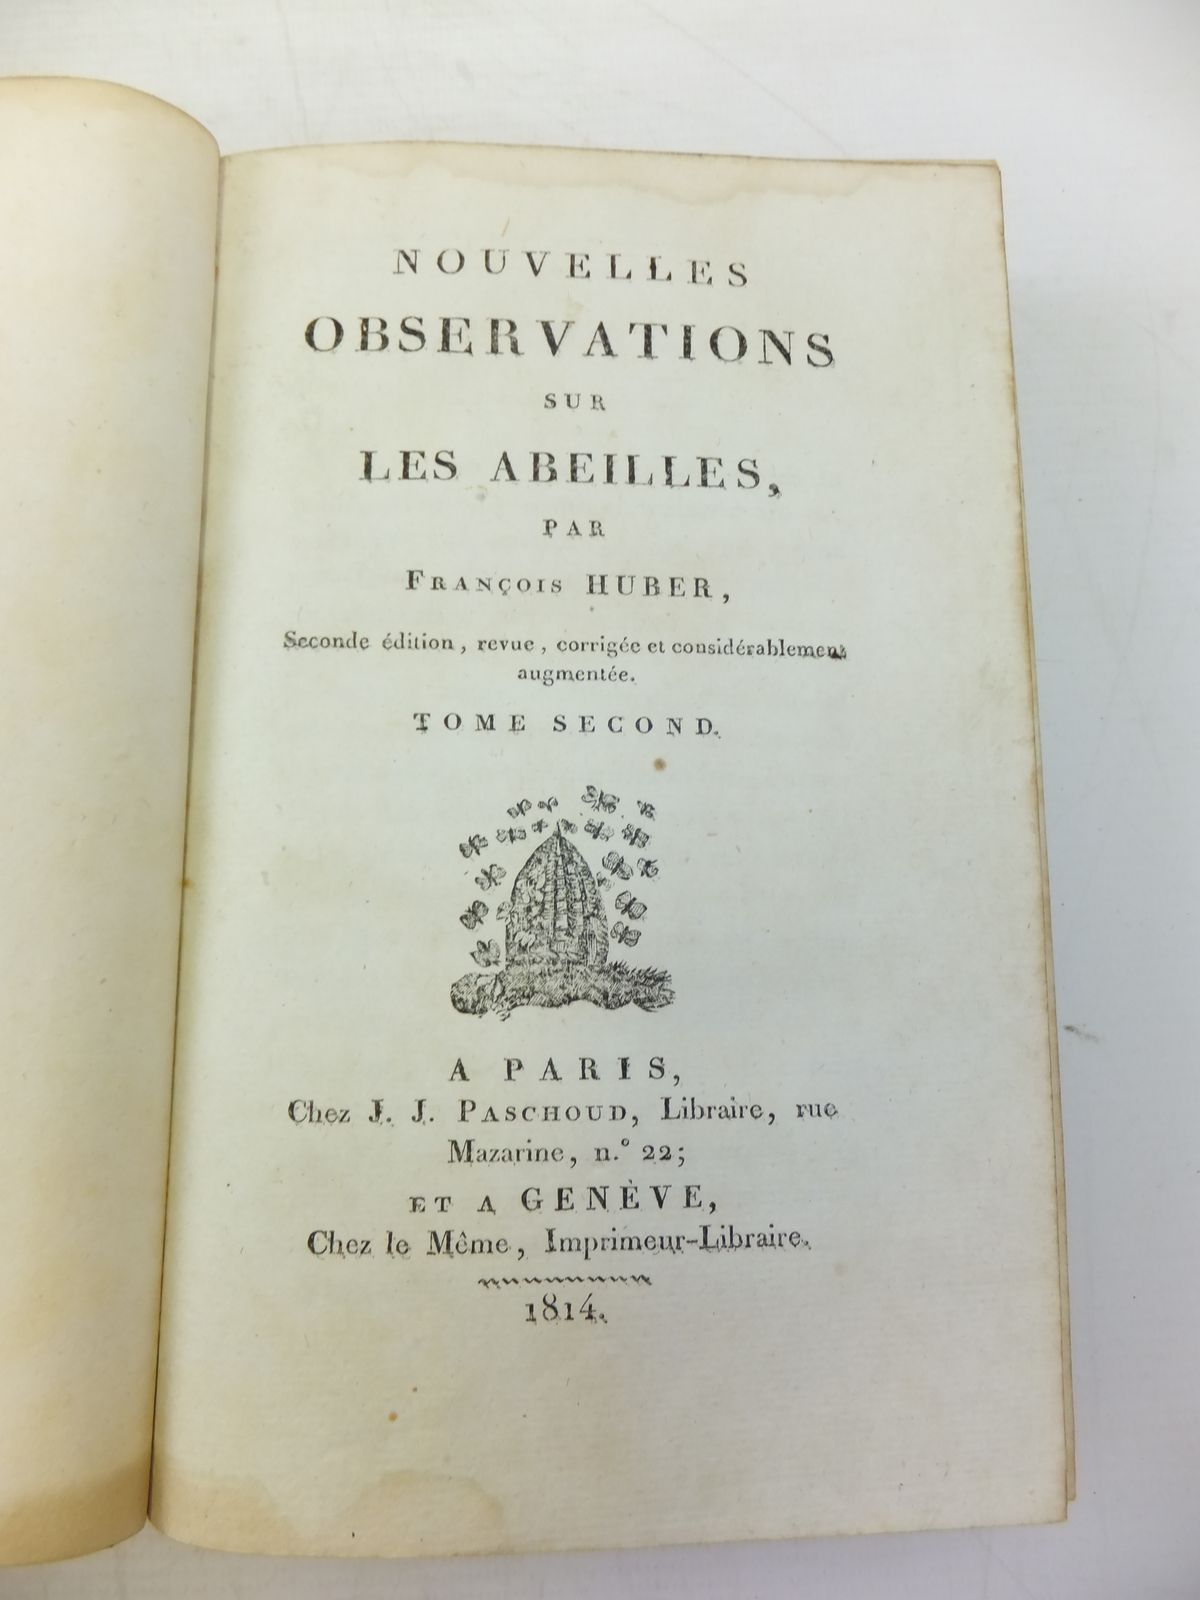 NOUVELLES
OBSERVATIONS
SUR
LES ABEILLES,
PAR
FRANÇOIS HUBER,
Seconde édition, revue, corrigée et considérablement
augmentée.
TOME SECOND.
A PARIS,
Chez J. J. PASCHOUD, Libraire, rue
Mazarine, n.° 22;
ET A GENÈVE,
Chez le Même, Imprimeur-Libraire.
1814.